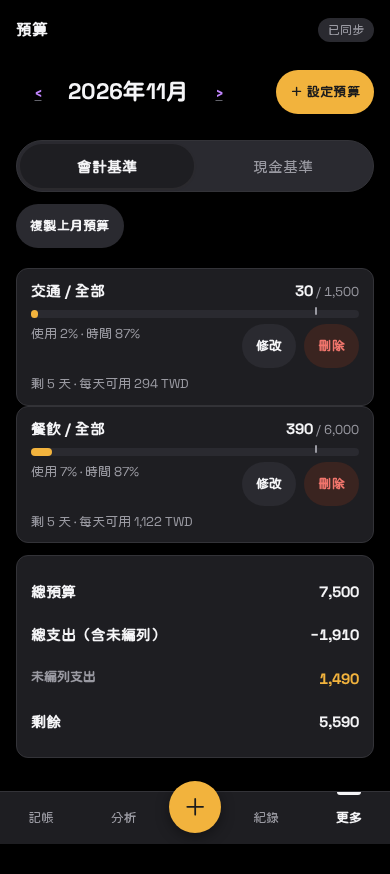 預算
已同步
<
2026年11月
>
＋ 設定預算
會計基準
現金基準
複製上月預算
交通 / 全部
30 / 1,500
使用 2% · 時間 87%
修改
刪除
剩 5 天 · 每天可用 294 TWD
餐飲 / 全部
390 / 6,000
使用 7% · 時間 87%
修改
刪除
剩 5 天 · 每天可用 1,122 TWD
總預算
7,500
總支出（含未編列）
-1,910
未編列支出
1,490
剩餘
5,590
記帳
分析
+
紀錄
更多